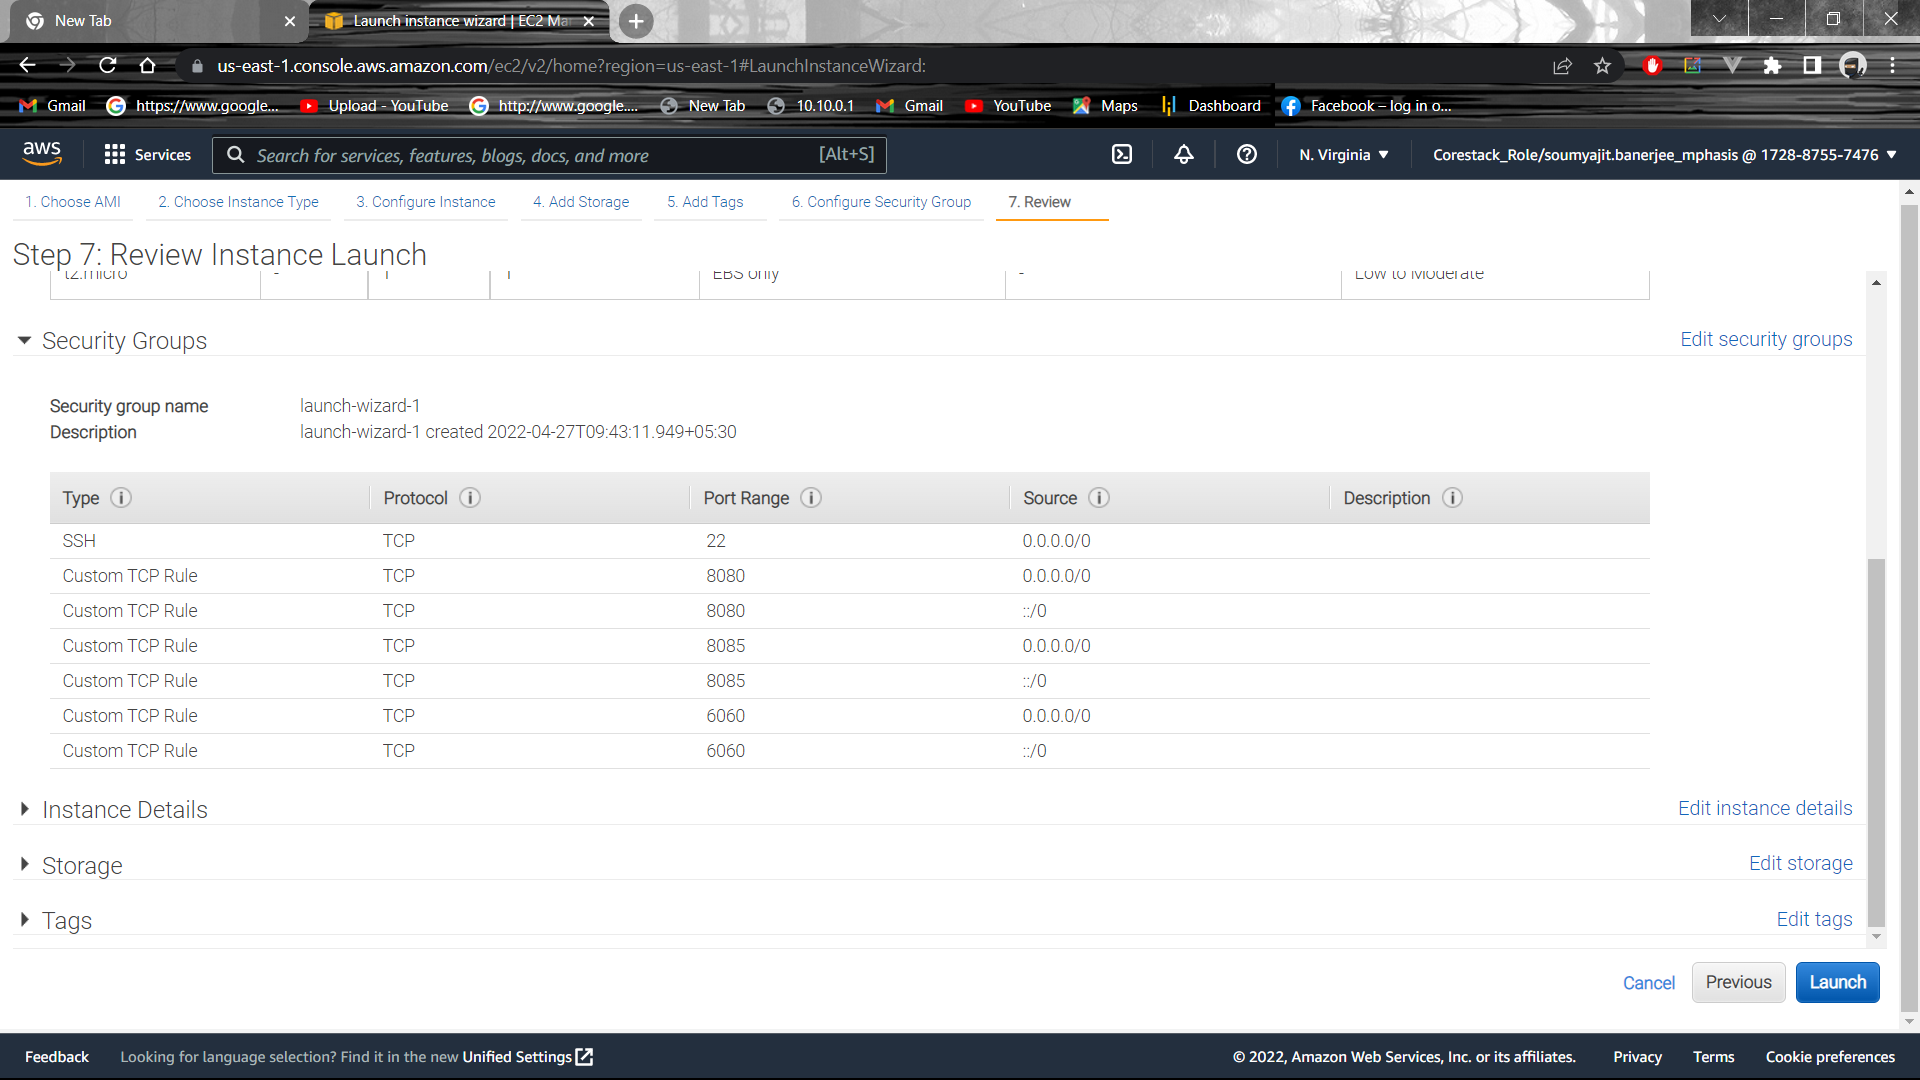 New Tab
Launch instance wizard | EC2 Ma
us-east-1.console.aws.amazon.com/ec2/v2/home?region=us-east-1#LaunchInstanceWizard:
Gmail https://www.google... Upload - YouTube http://www.google.... New Tab 10.10.0.1 Gmail YouTube Maps Dashboard Facebook – log in o...
aws Services Search for services, features, blogs, docs, and more [Alt+S] N. Virginia Corestack_Role/soumyajit.banerjee_mphasis @ 1728-8755-7476
1. Choose AMI 2. Choose Instance Type 3. Configure Instance 4. Add Storage 5. Add Tags 6. Configure Security Group 7. Review
Step 7: Review Instance Launch
t2.micro - 1 1 EBS only - Low to Moderate
Security Groups Edit security groups
Security group name launch-wizard-1
Description launch-wizard-1 created 2022-04-27T09:43:11.949+05:30
Type Protocol Port Range Source Description
SSH TCP 22 0.0.0.0/0
Custom TCP Rule TCP 8080 0.0.0.0/0
Custom TCP Rule TCP 8080 ::/0
Custom TCP Rule TCP 8085 0.0.0.0/0
Custom TCP Rule TCP 8085 ::/0
Custom TCP Rule TCP 6060 0.0.0.0/0
Custom TCP Rule TCP 6060 ::/0
Instance Details Edit instance details
Storage Edit storage
Tags Edit tags
Cancel Previous Launch
Feedback Looking for language selection? Find it in the new Unified Settings © 2022, Amazon Web Services, Inc. or its affiliates. Privacy Terms Cookie preferences